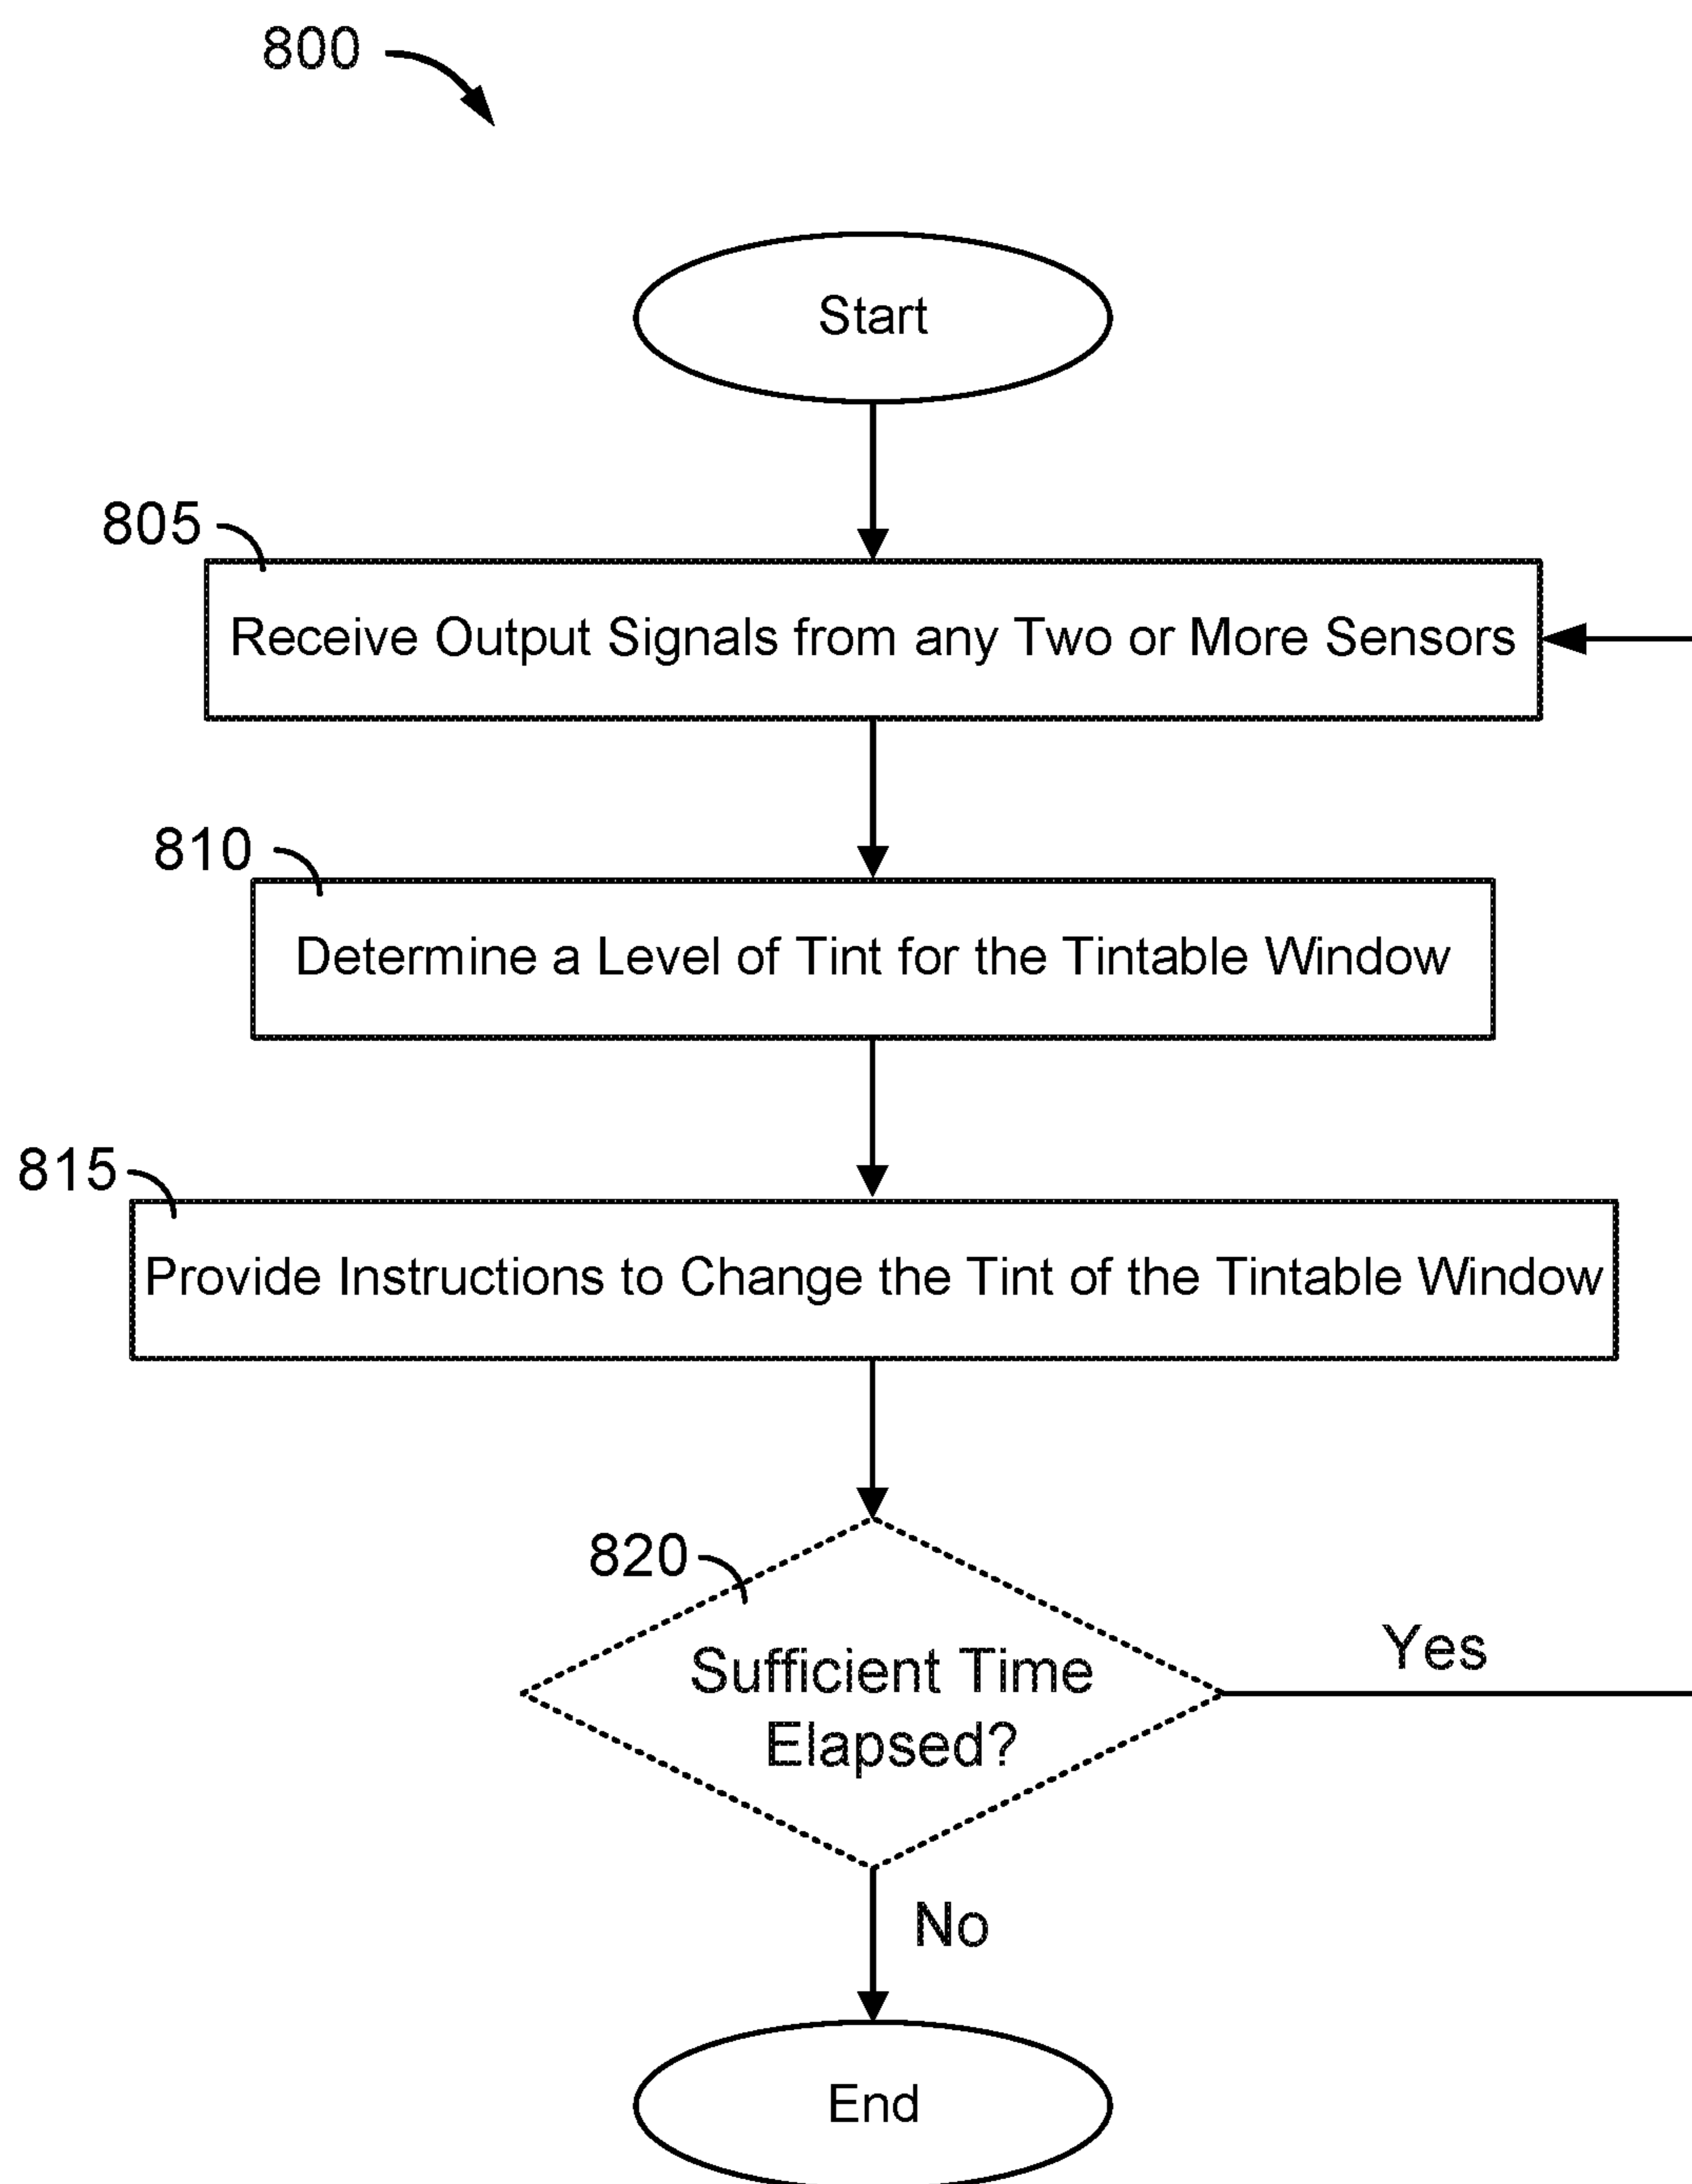 800
Start
805
Receive Output Signals from any Two or More Sensors
810
Determine a Level of Tint for the Tintable Window
815
Provide Instructions to Change the Tint of the Tintable Window
820
Sufficient Time
Elapsed?
Yes
No
End